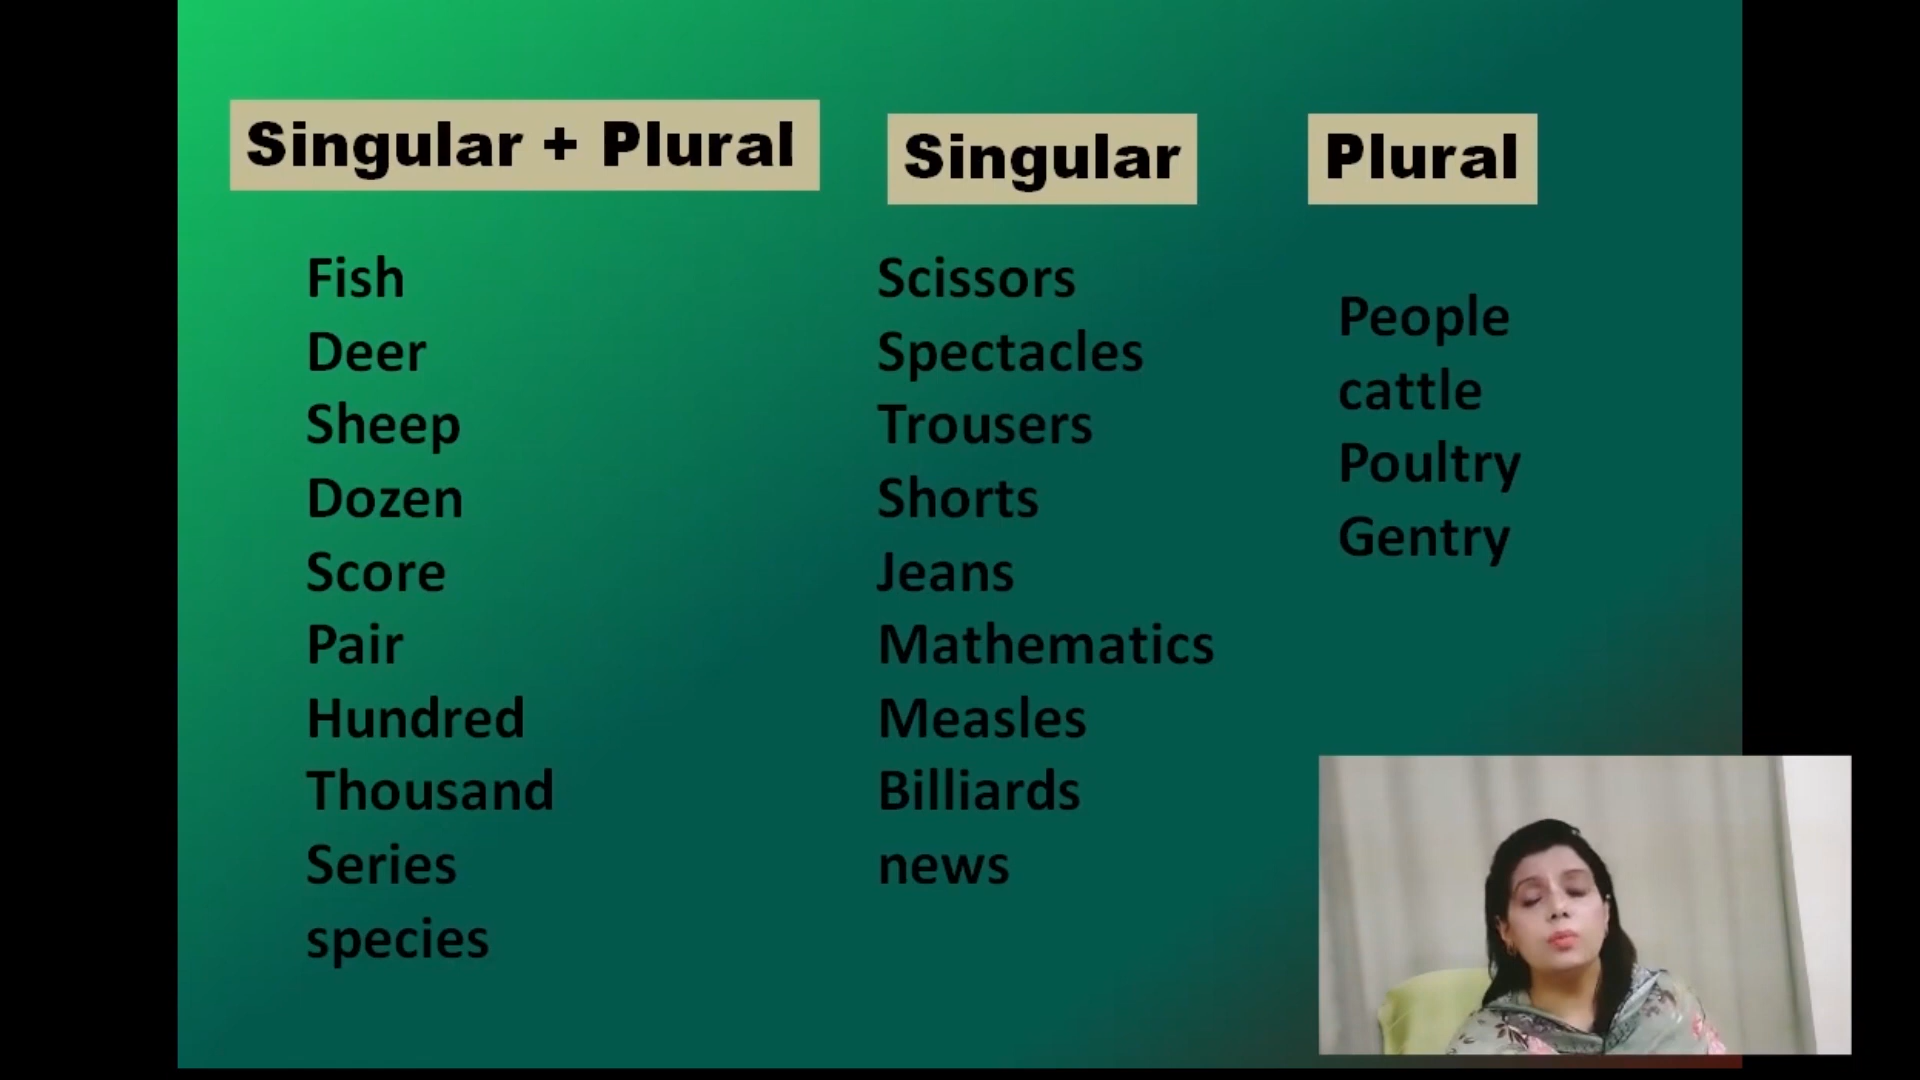 Singular + Plural
Fish
Deer
Sheep
Dozen
Score
Pair
Hundred
Thousand
Series
species
Singular
Scissors
Spectacles
Trousers
Shorts
Jeans
Mathematics
Measles
Billiards
news
Plural
People
cattle
Poultry
Gentry